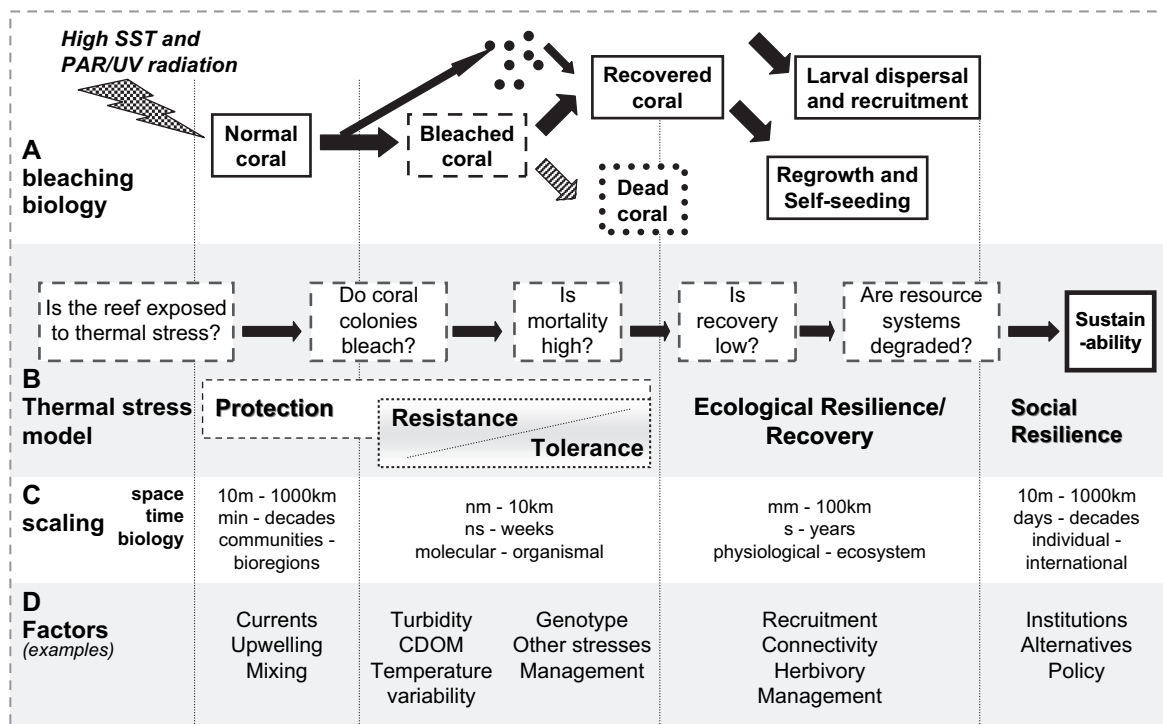 High SST and
PAR/UV radiation
Normal
coral
Bleached
coral
Recovered
coral
Dead
coral
Larval dispersal
and recruitment
Regrowth and
Self-seeding
A
bleaching
biology
Is the reef exposed
to thermal stress?
Do coral
colonies
bleach?
Is
mortality
high?
Is
recovery
low?
Are resource
systems
degraded?
Sustain
-ability
B
Thermal stress
model
Protection
Resistance
Tolerance
Ecological Resilience/
Recovery
Social
Resilience
C
scaling
space
time
biology
10m - 1000km
min - decades
communities -
bioregions
nm - 10km
ns - weeks
molecular - organismal
mm - 100km
s - years
physiological - ecosystem
10m - 1000km
days - decades
individual -
international
D
Factors
(examples)
Currents
Upwelling
Mixing
Turbidity
CDOM
Temperature
variability
Genotype
Other stresses
Management
Recruitment
Connectivity
Herbivory
Management
Institutions
Alternatives
Policy